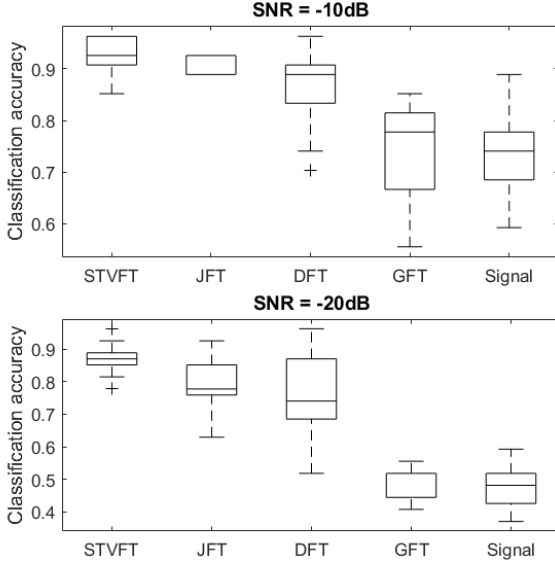 SNR = -10dB
Classification accuracy
0.9
0.8
0.7
0.6
STVFT JFT DFT GFT Signal
SNR = -20dB
Classification accuracy
0.9
0.8
0.7
0.6
0.5
0.4
STVFT JFT DFT GFT Signal